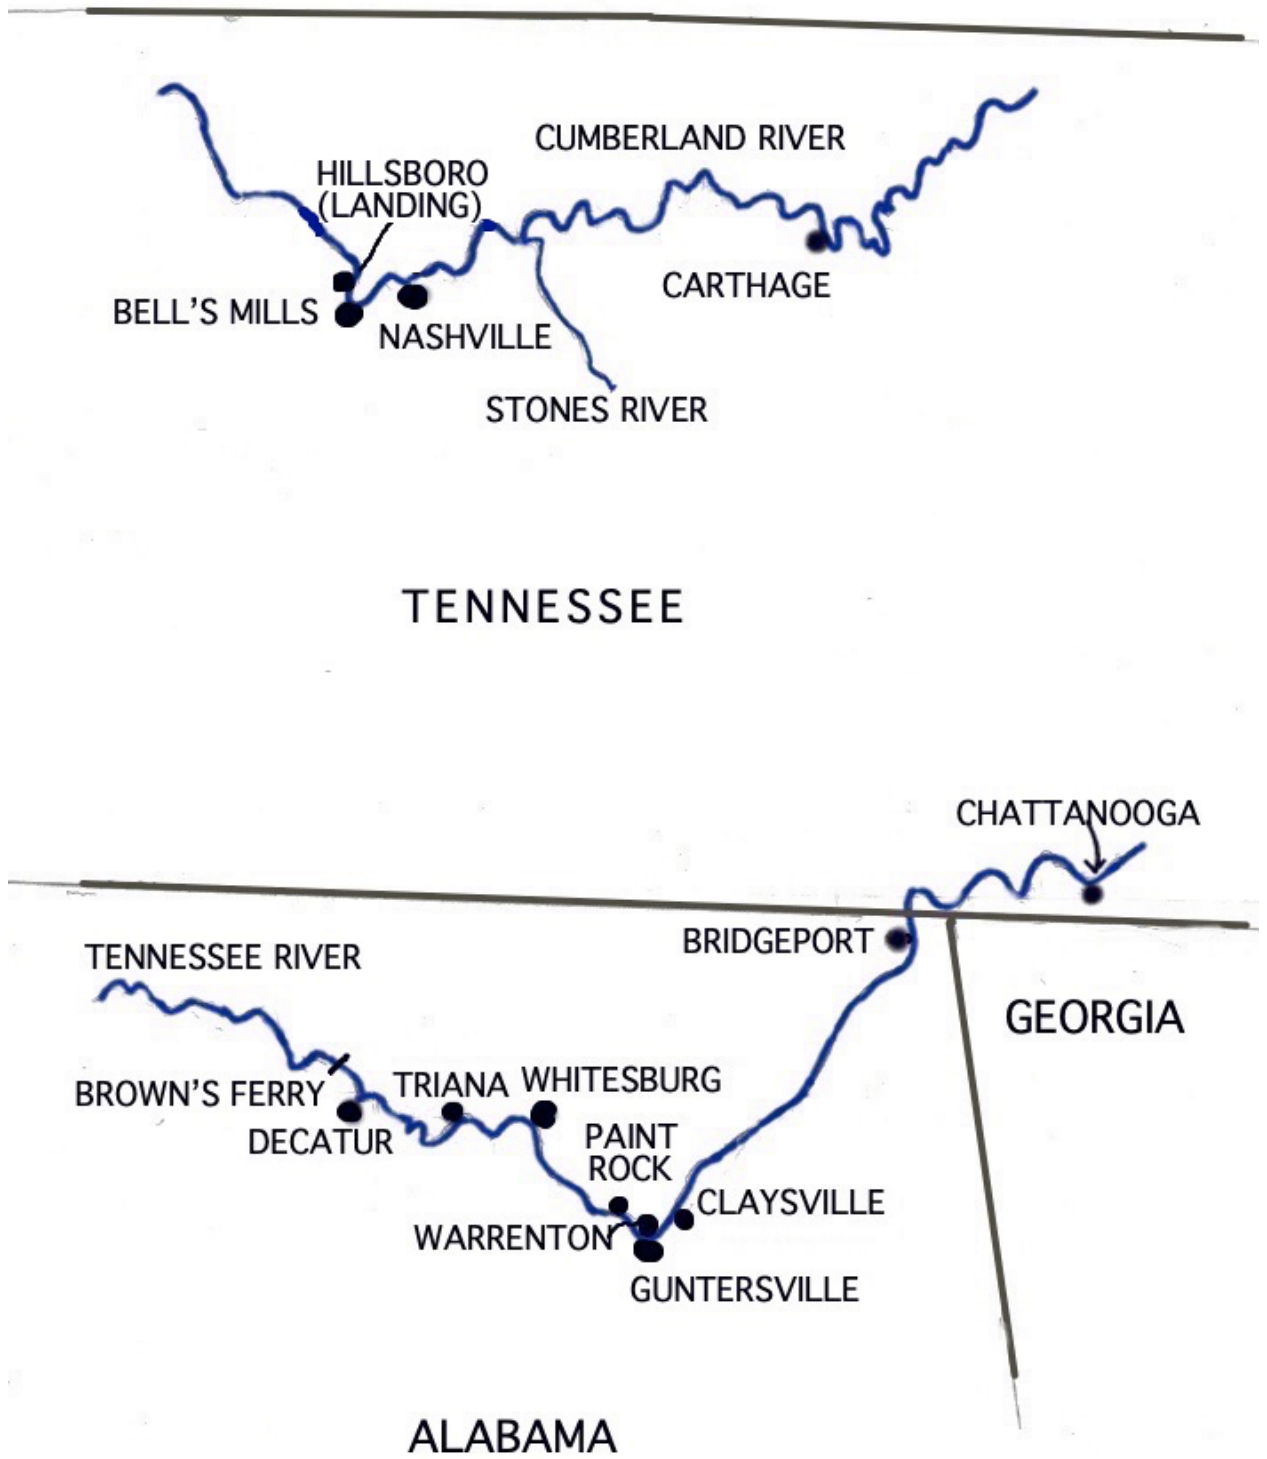 CUMBERLAND RIVER
HILLSBORO
(LANDING)
CARTHAGE
BELL'S MILLS
NASHVILLE
STONES RIVER
TENNESSEE
CHATTANOOGA
BRIDGEPORT
TENNESSEE RIVER
GEORGIA
BROWN'S FERRY
TRIANA
WHITESBURG
DECATUR
PAINT
ROCK
CLAYSVILLE
WARRENTON
GUNTERSVILLE
ALABAMA